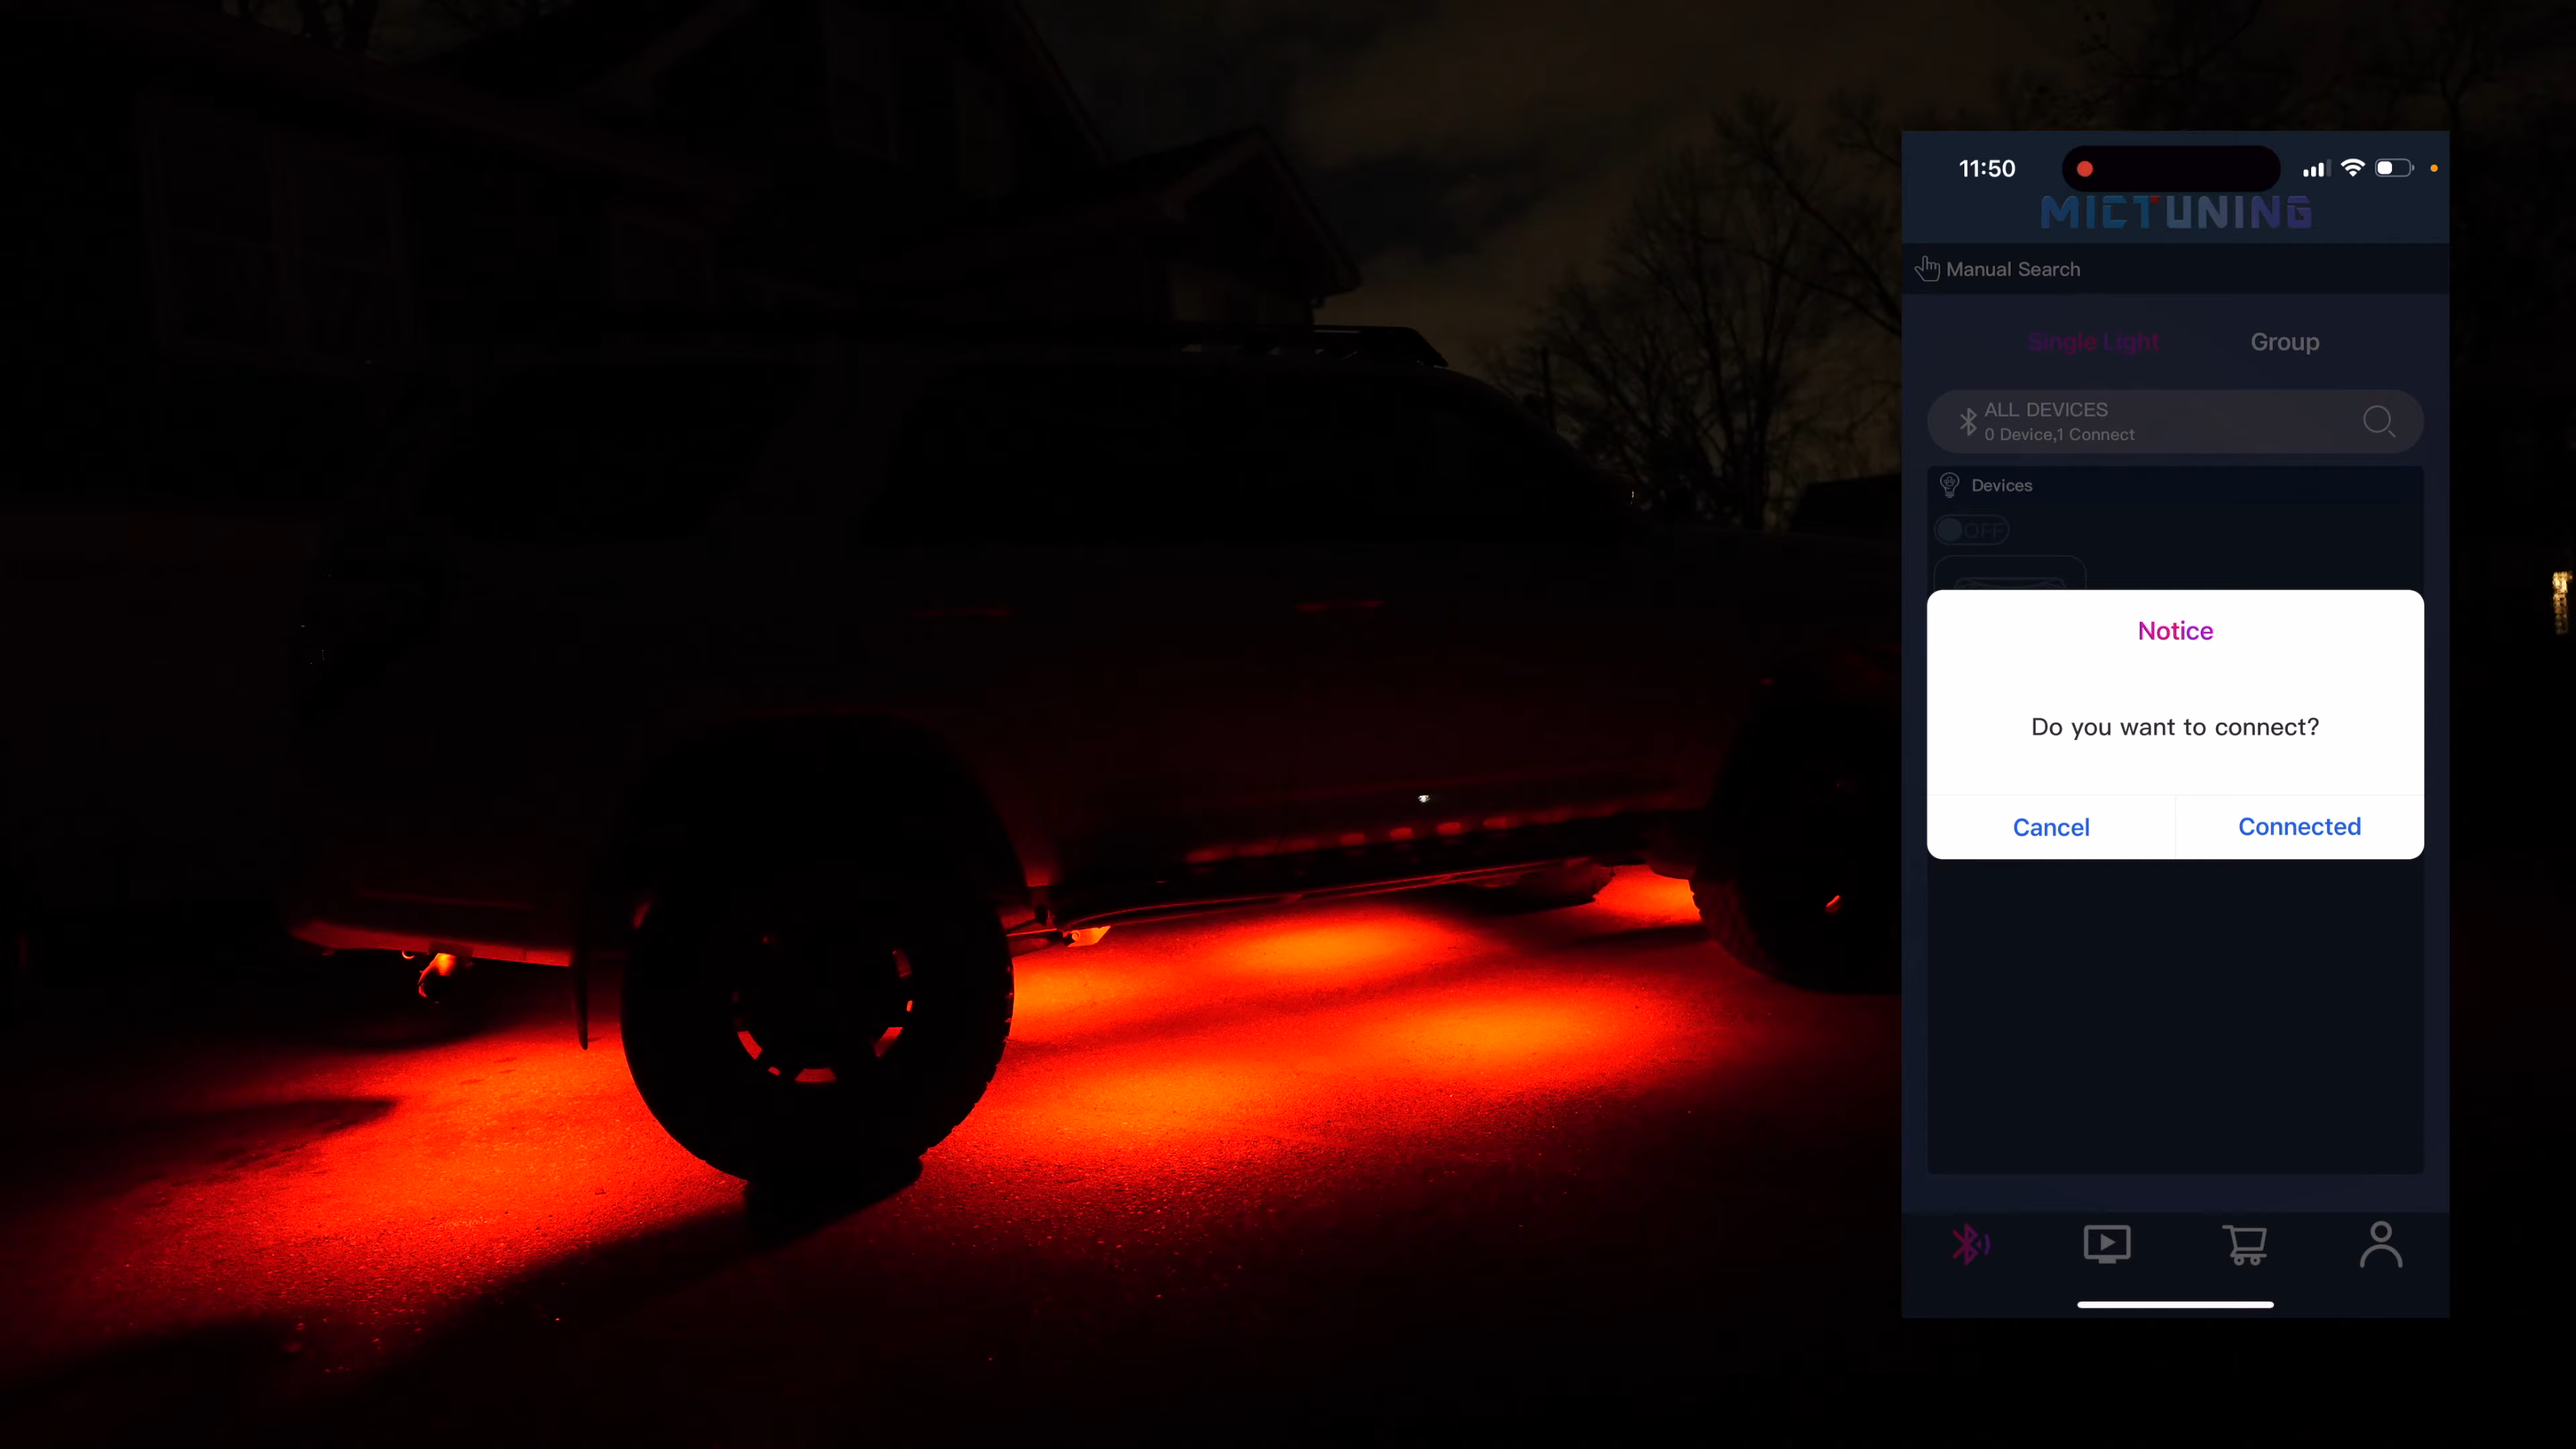 11:50
MICTUNING
Manual Search
Single Light
Group
ALL DEVICES
0 Device,1 Connect
Devices
OFF
Notice
Do you want to connect?
Cancel
Connected